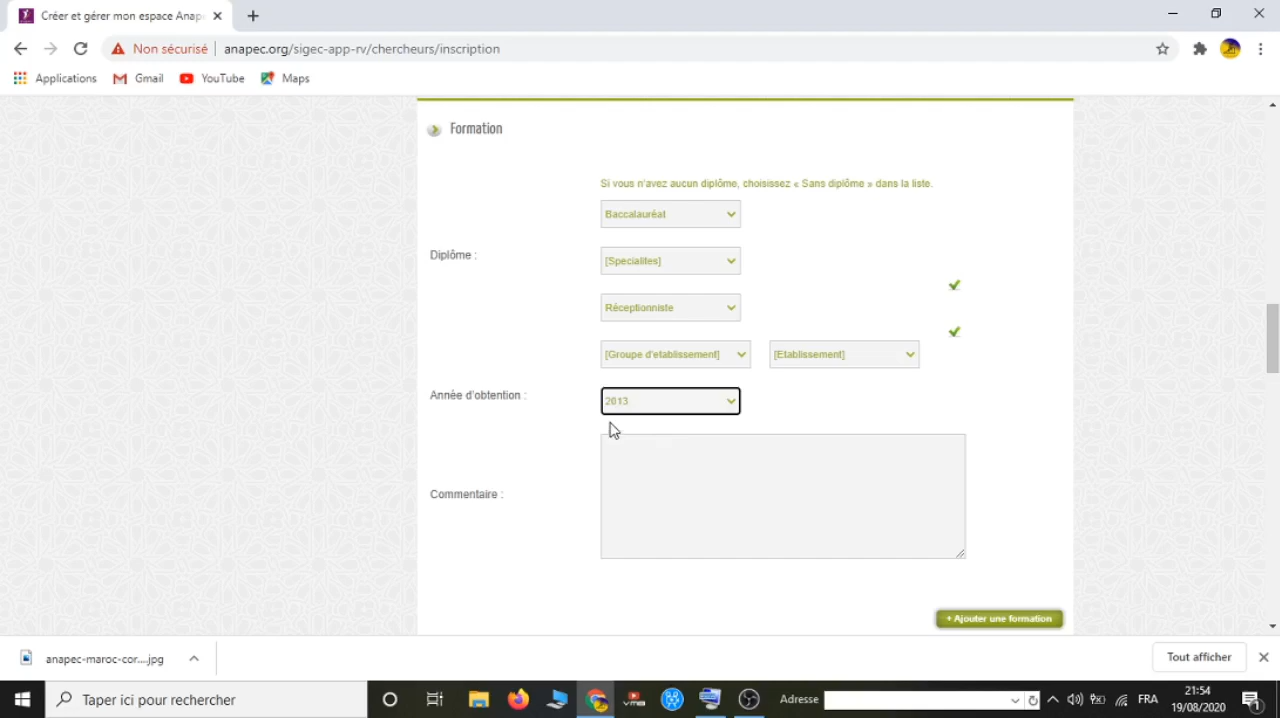 Créer et gérer mon espace Anap
Non sécurisé
anapec.org/sigec-app-rv/chercheurs/inscription
Applications
Gmail
YouTube
Maps
Formation
Si vous n'avez aucun diplôme, choisissez « Sans diplôme » dans la liste.
Baccalauréat
Diplôme :
[Specialites]
Réceptionniste
[Groupe d'etablissement]
[Etablissement]
Année d'obtention :
2013
Commentaire :
+ Ajouter une formation
anapec-maroc-cor....jpg
Tout afficher
Taper ici pour rechercher
Adresse
FRA
21:54
19/08/2020